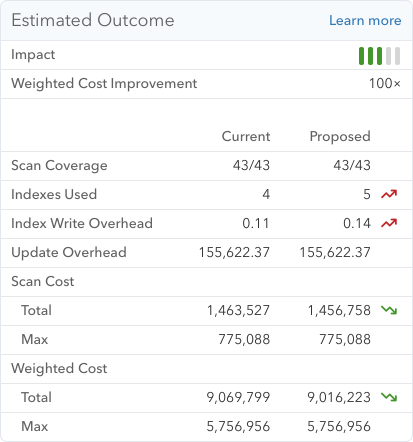 Estimated Outcome Learn more
Impact
Weighted Cost Improvement 100×
Current Proposed
Scan Coverage 43/43 43/43
Indexes Used 4 5
Index Write Overhead 0.11 0.14
Update Overhead 155,622.37 155,622.37
Scan Cost
Total 1,463,527 1,456,758
Max 775,088 775,088
Weighted Cost
Total 9,069,799 9,016,223
Max 5,756,956 5,756,956